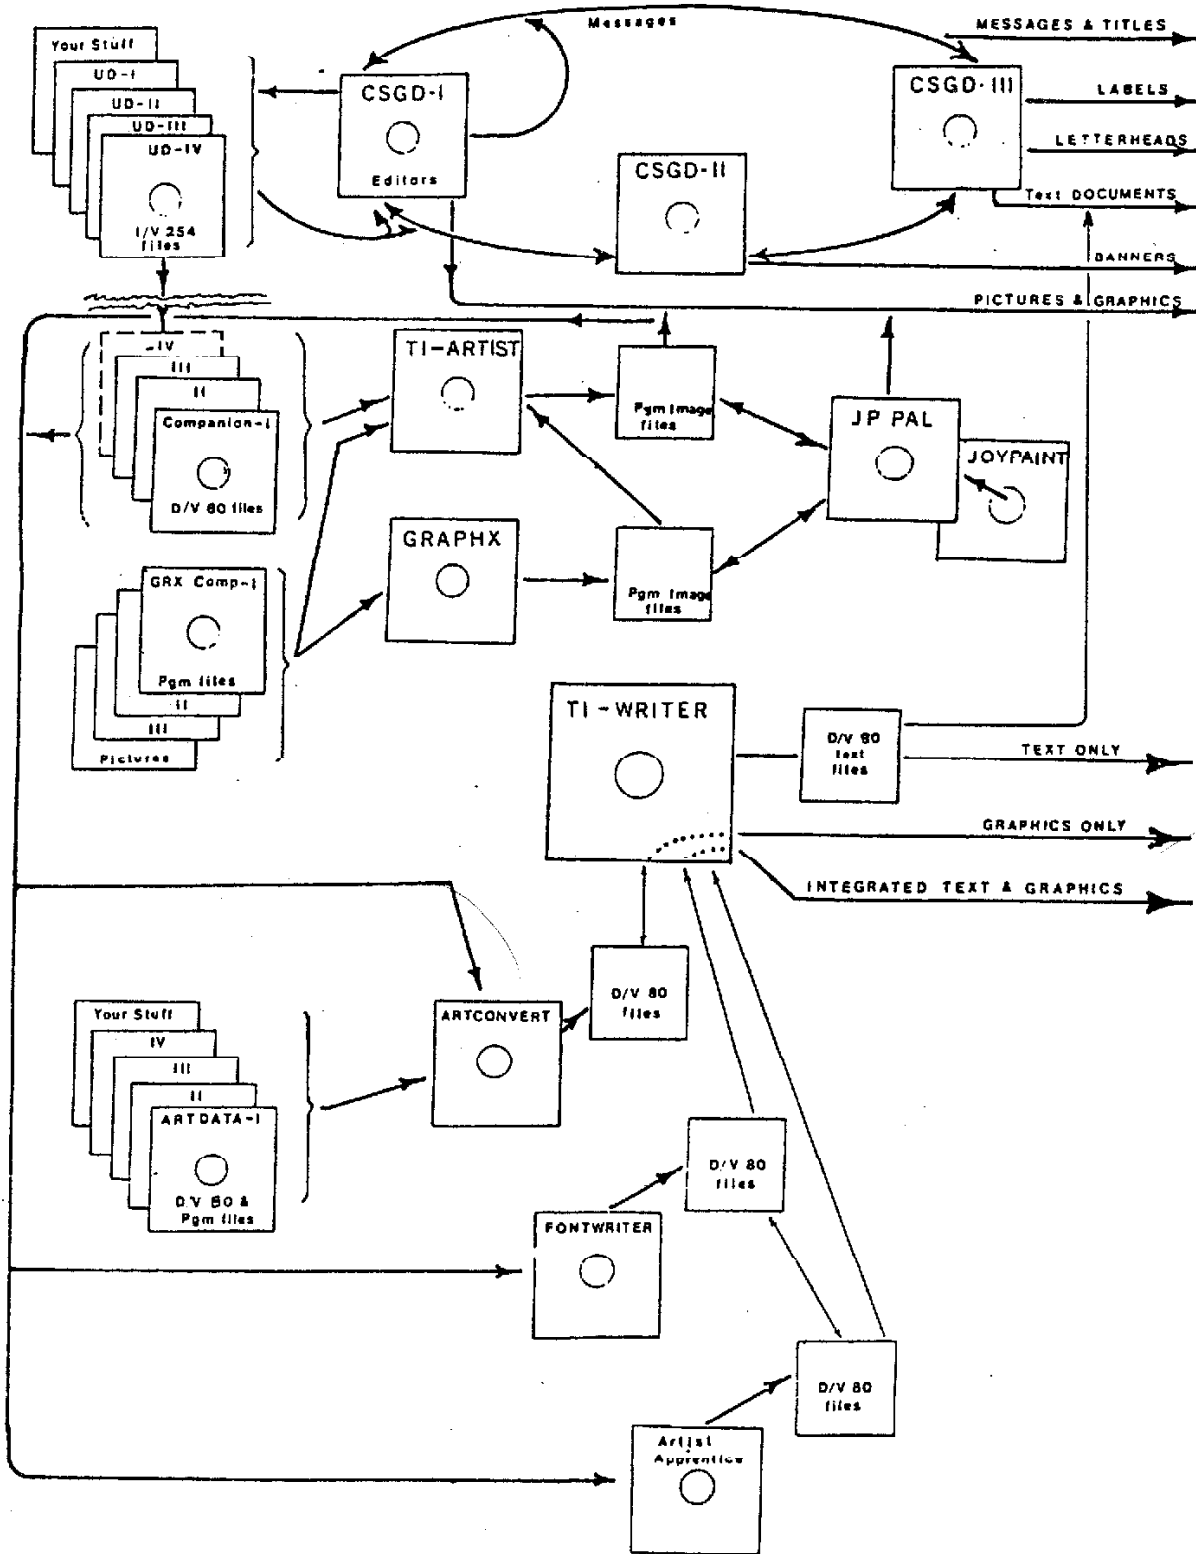 Messages
MESSAGES & TITLES
Your Stuff
UD-I
UD-II
UD-III
UD-IV
I/V 254
files
CSGD-I
Editors
CSGD-II
CSGD-III
LABELS
LETTERHEADS
Text DOCUMENTS
BANNERS
PICTURES & GRAPHICS
IV
III
II
Companion-I
D/V 80 files
TI-ARTIST
Pgm Image
files
JP PAL
JOYPAINT
GRAPHX
Pgm Image
files
GRX Comp-I
Pgm files
II
III
Pictures
TI-WRITER
D/V 80
text
files
TEXT ONLY
GRAPHICS ONLY
INTEGRATED TEXT & GRAPHICS
D/V 80
files
ARTCONVERT
Your Stuff
IV
III
II
ARTDATA-I
D/V 80 &
Pgm files
D/V 80
files
FONTWRITER
D/V 80
files
Artist
Apprentice